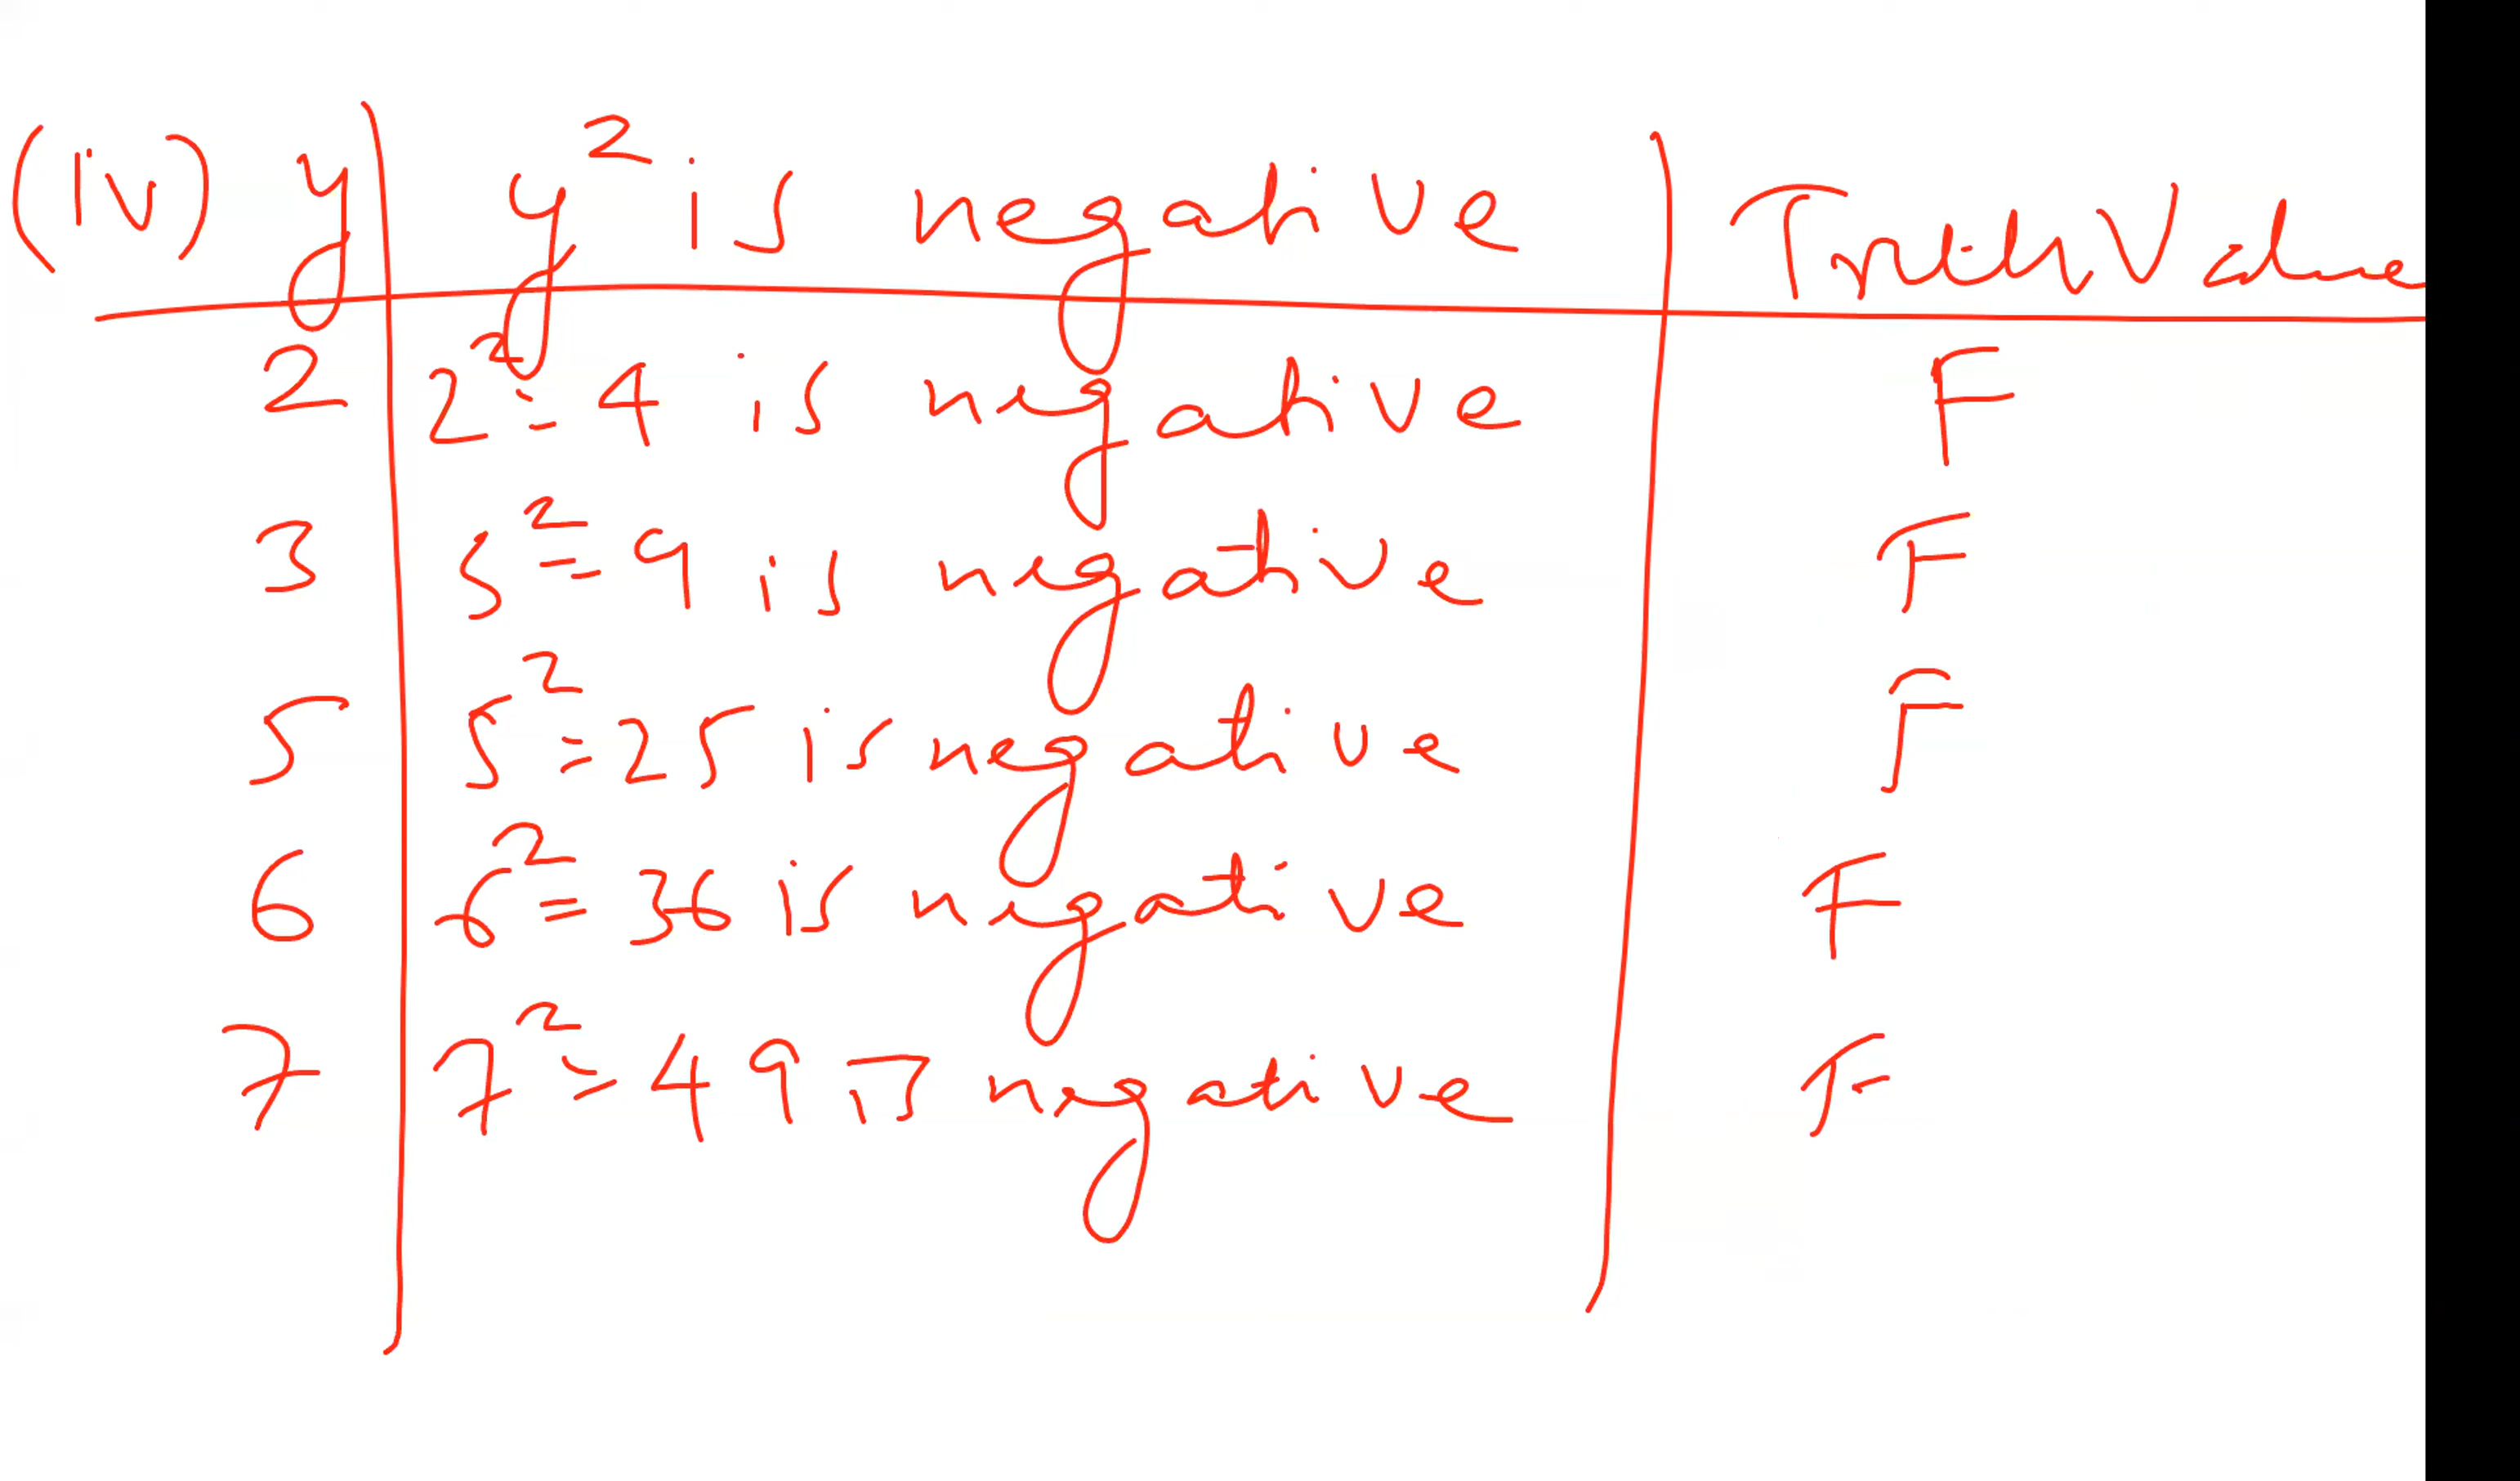 (iv) y y² is negative Truth Value
2 2² = 4 is negative F
3 3² = 9 is negative F
5 5² = 25 is negative F
6 6² = 36 is negative F
7 7² = 49 is negative F